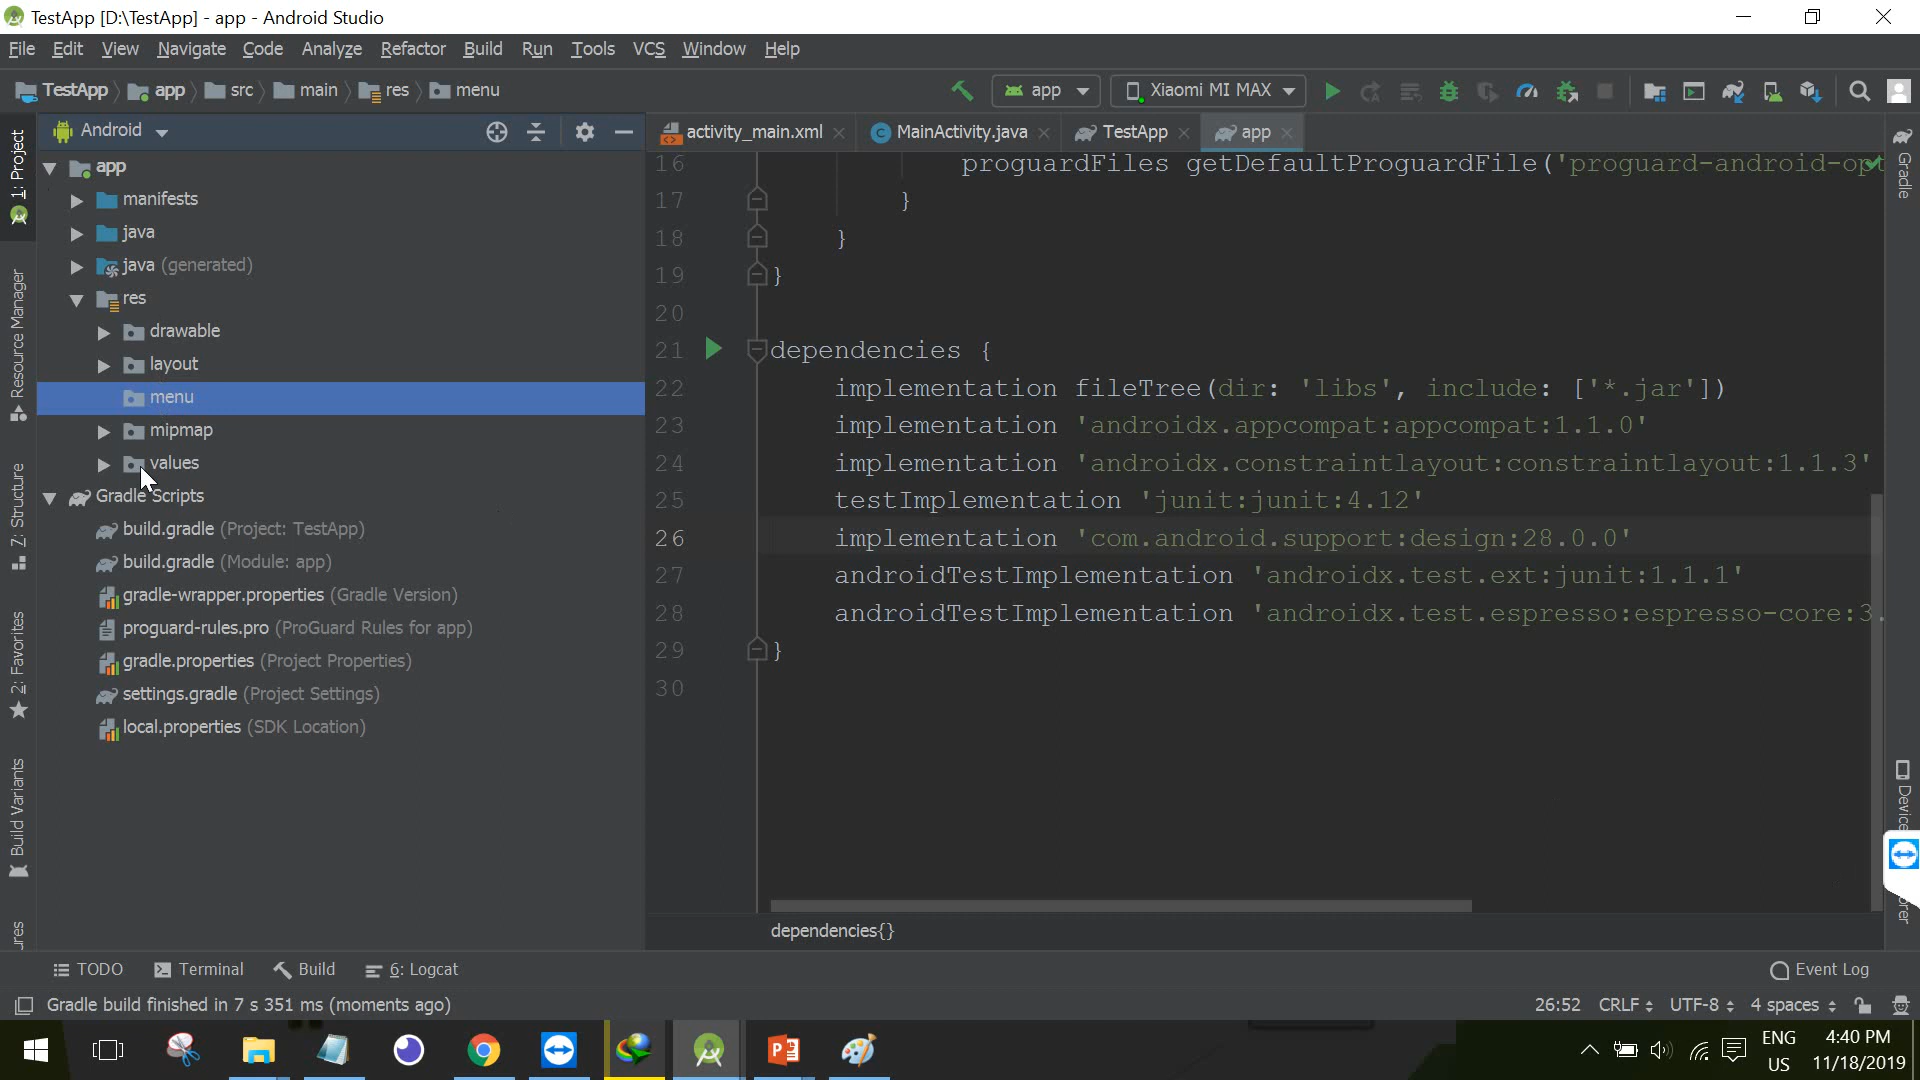 TestApp [D:\TestApp] - app - Android Studio
File Edit View Navigate Code Analyze Refactor Build Run Tools VCS Window Help
TestApp app src main res menu
app Xiaomi MI MAX
Android
activity_main.xml MainActivity.java TestApp app
1: Project
Resource Manager
Z: Structure
2: Favorites
Build Variants
app
manifests
java
java (generated)
res
drawable
layout
menu
mipmap
values
Gradle Scripts
build.gradle (Project: TestApp)
build.gradle (Module: app)
gradle-wrapper.properties (Gradle Version)
proguard-rules.pro (ProGuard Rules for app)
gradle.properties (Project Properties)
settings.gradle (Project Settings)
local.properties (SDK Location)
16 proguardFiles getDefaultProguardFile('proguard-android-opt
17 }
18 }
19 }
20
21 dependencies {
22 implementation fileTree(dir: 'libs', include: ['*.jar'])
23 implementation 'androidx.appcompat:appcompat:1.1.0'
24 implementation 'androidx.constraintlayout:constraintlayout:1.1.3'
25 testImplementation 'junit:junit:4.12'
26 implementation 'com.android.support:design:28.0.0'
27 androidTestImplementation 'androidx.test.ext:junit:1.1.1'
28 androidTestImplementation 'androidx.test.espresso:espresso-core:3.
29 }
30
dependencies{}
Gradle
Device
TODO Terminal Build 6: Logcat Event Log
Gradle build finished in 7 s 351 ms (moments ago) 26:52 CRLF UTF-8 4 spaces
ENG
US
4:40 PM
11/18/2019